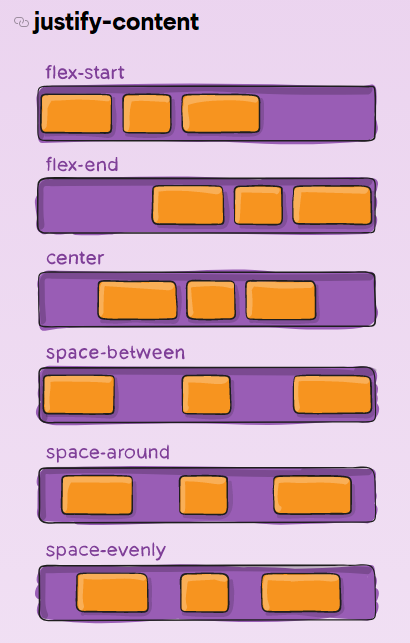 justify-content
flex-start
flex-end
center
space-between
space-around
space-evenly